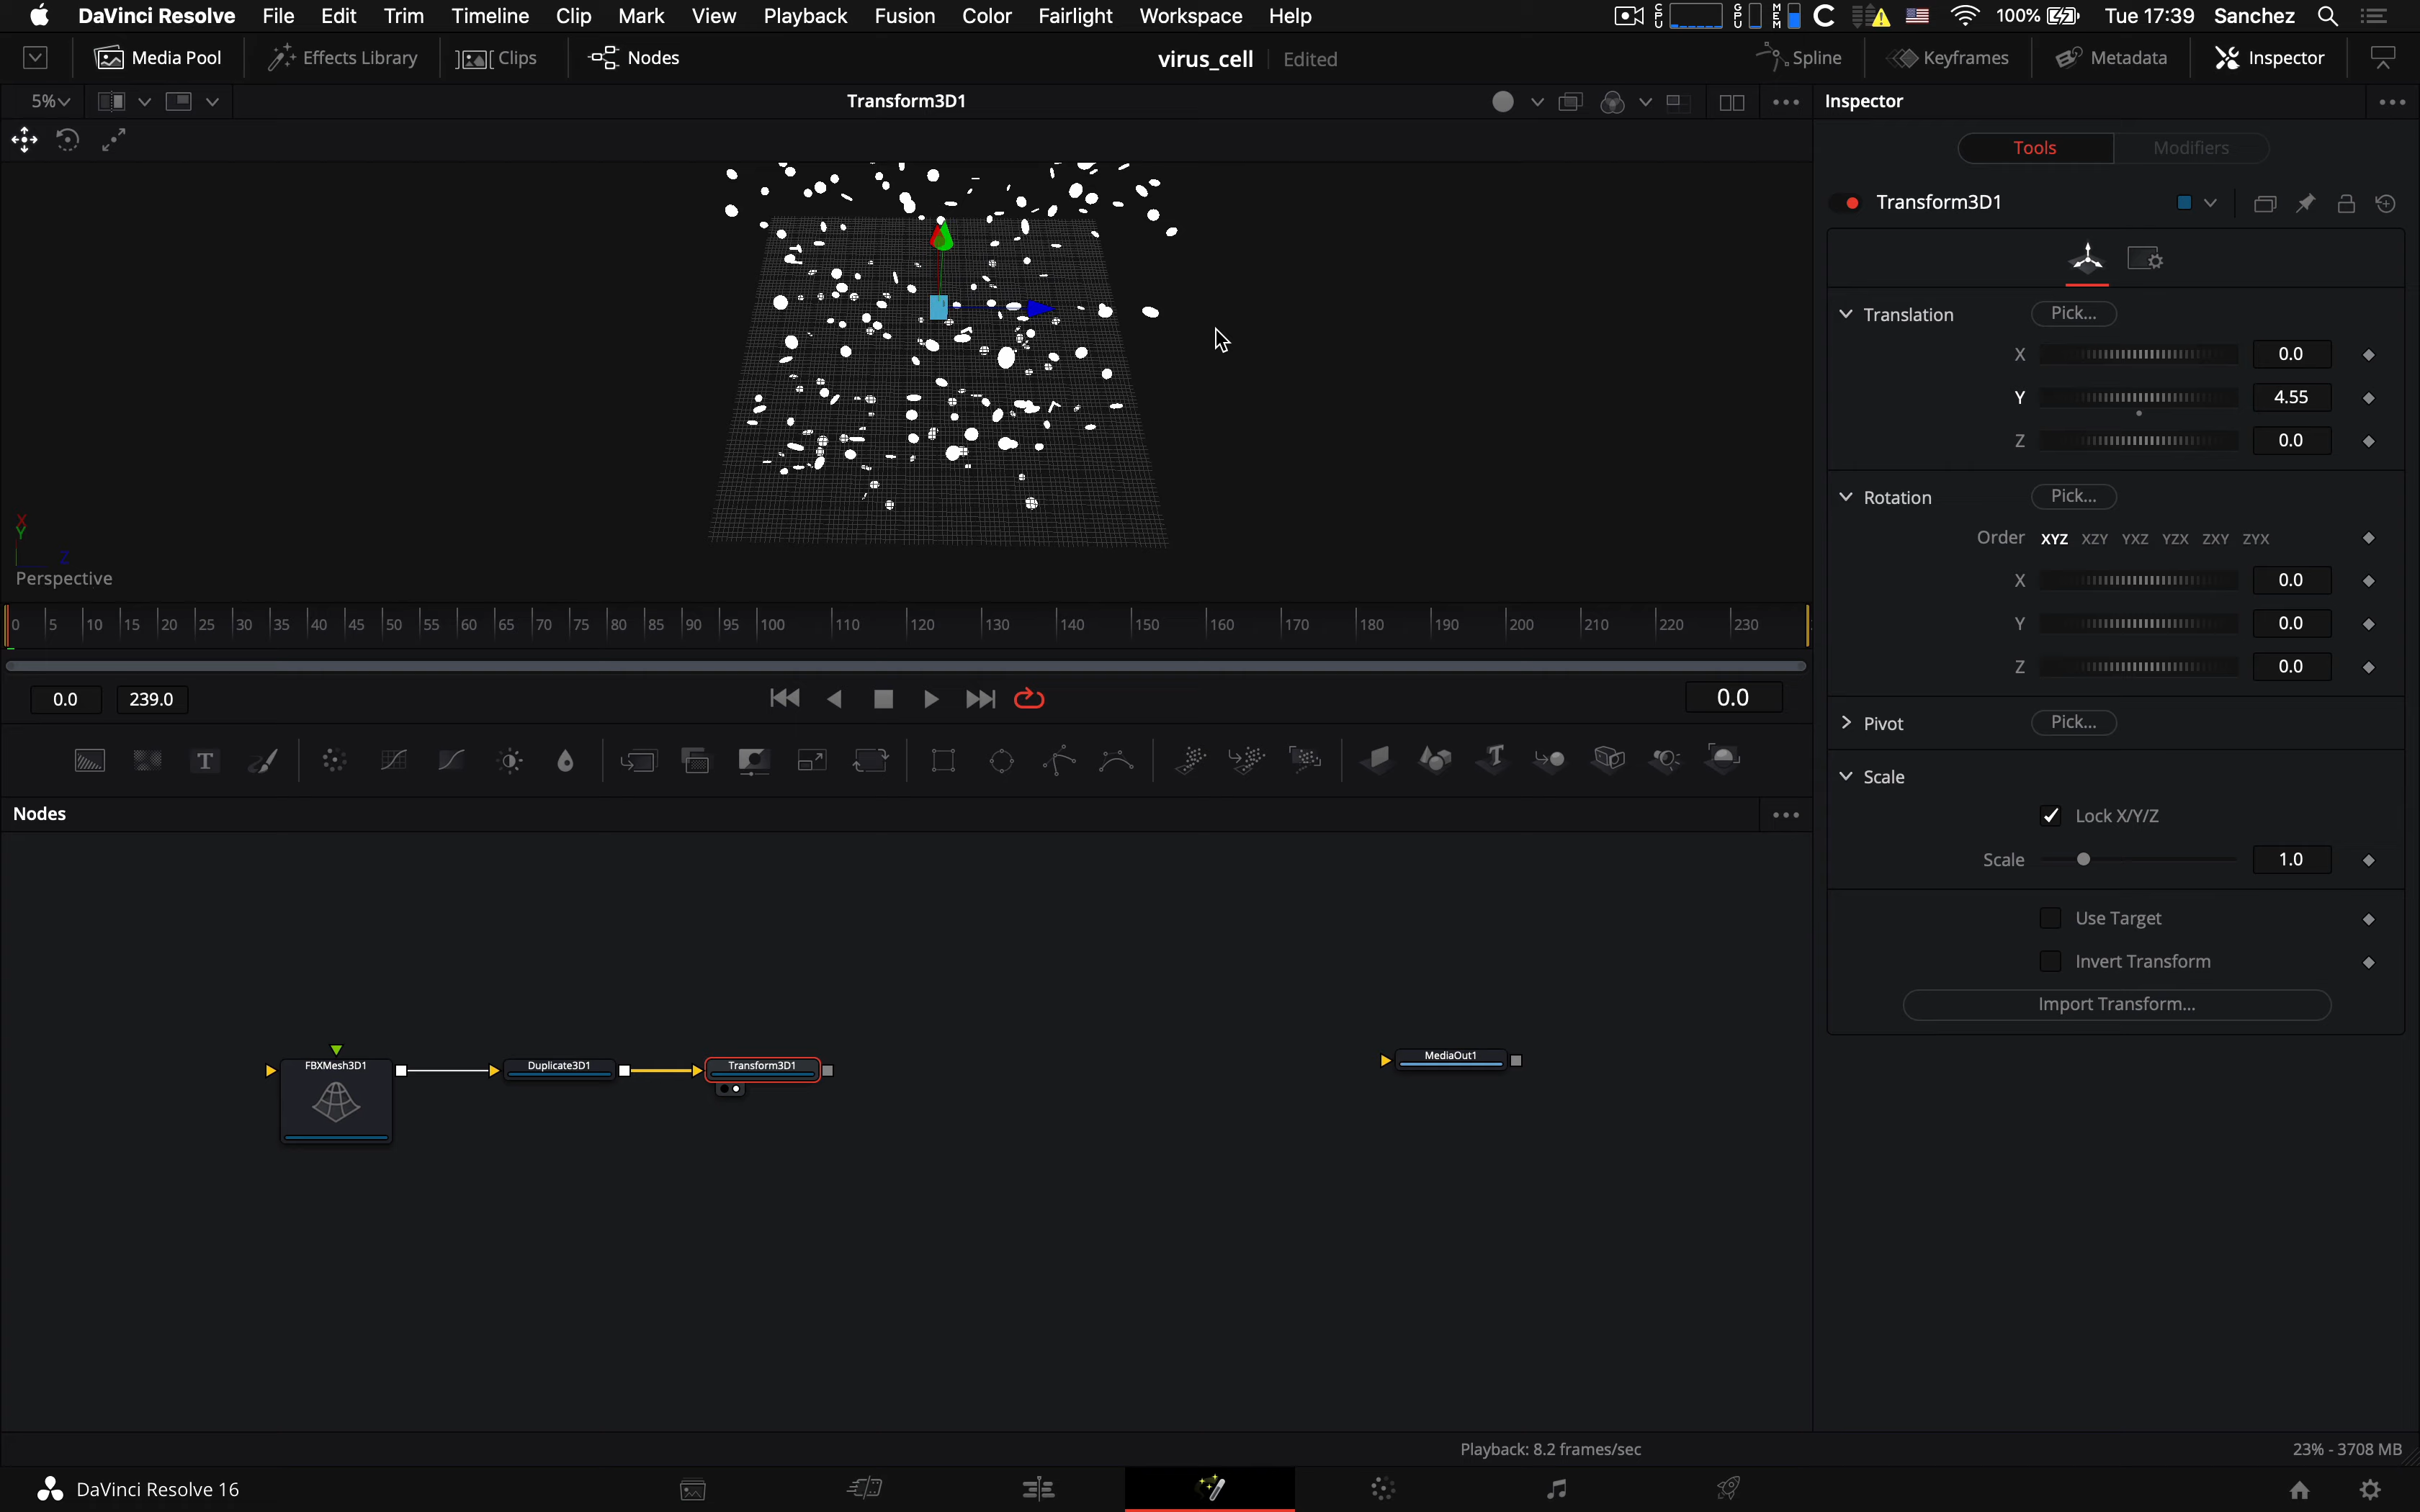 DaVinci Resolve File Edit Trim Timeline Clip Mark View Playback Fusion Color Fairlight Workspace Help CPU GPU MEM 100% Tue 17:39 Sanchez
Media Pool Effects Library Clips Nodes virus_cell Edited Spline Keyframes Metadata Inspector
5% Transform3D1 Inspector
Tools Modifiers
Transform3D1
Translation Pick...
X 0.0
Y 4.55
Z 0.0
Rotation Pick...
Order XYZ XZY YXZ YZX ZXY ZYX
X 0.0
Y 0.0
Z 0.0
Pivot Pick...
Scale
Lock X/Y/Z
Scale 1.0
Use Target
Invert Transform
Import Transform...
X
Y
Z
Perspective
0 5 10 15 20 25 30 35 40 45 50 55 60 65 70 75 80 85 90 95 100 110 120 130 140 150 160 170 180 190 200 210 220 230
0.0 239.0 0.0
T T
Nodes
FBXMesh3D1 Duplicate3D1 Transform3D1 MediaOut1
Playback: 8.2 frames/sec 23% - 3708 MB
DaVinci Resolve 16